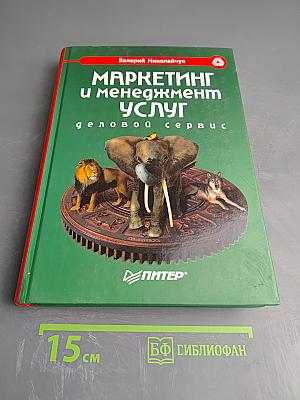 Валерий Николайчук
МАРКЕТИНГ
и менеджмент
УСЛУГ
деловой сервис
ПИТЕР®
15 см
БФ БИБЛИОФАН